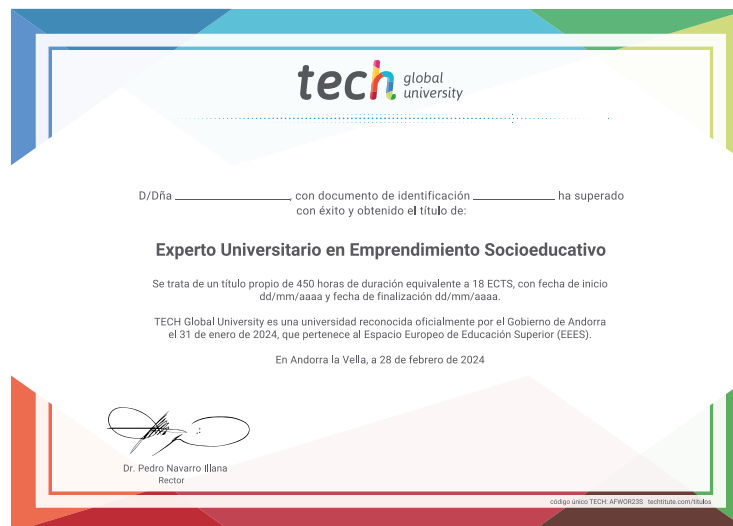 tech global university
D/Dña ____________________, con documento de identificación ______________ ha superado
con éxito y obtenido el título de:
Experto Universitario en Emprendimiento Socioeducativo
Se trata de un título propio de 450 horas de duración equivalente a 18 ECTS, con fecha de inicio
dd/mm/aaaa y fecha de finalización dd/mm/aaaa.
TECH Global University es una universidad reconocida oficialmente por el Gobierno de Andorra
el 31 de enero de 2024, que pertenece al Espacio Europeo de Educación Superior (EEES).
En Andorra la Vella, a 28 de febrero de 2024
Dr. Pedro Navarro Illana
Rector
código único TECH: AFWOR23S techtitute.com/titulos